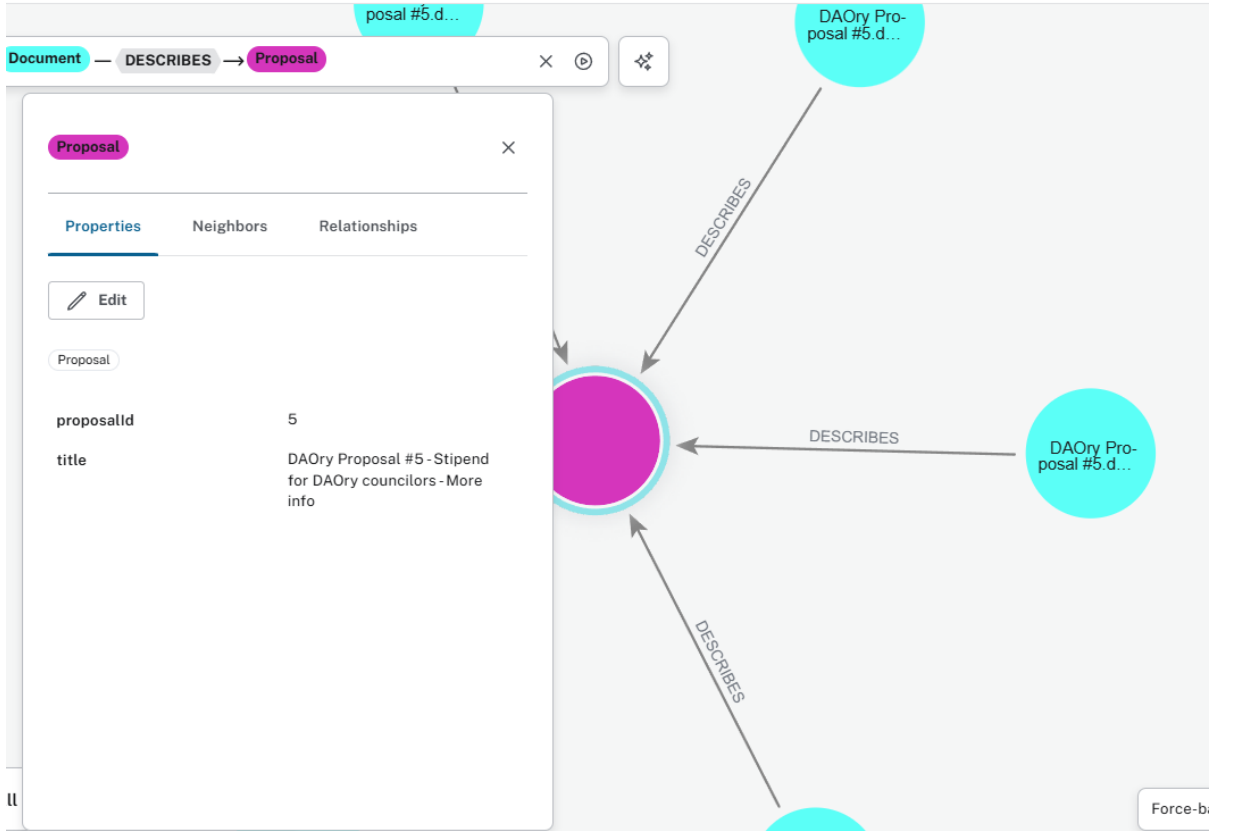 posal #5.d...
DAOry Pro-
posal #5.d...
Document — DESCRIBES → Proposal
Proposal
Properties Neighbors Relationships
Edit
Proposal
proposalId 5
title DAOry Proposal #5 - Stipend
for DAOry councilors - More
info
DESCRIBES
DESCRIBES
DAOry Pro-
posal #5.d...
DESCRIBES
ll
Force-ba